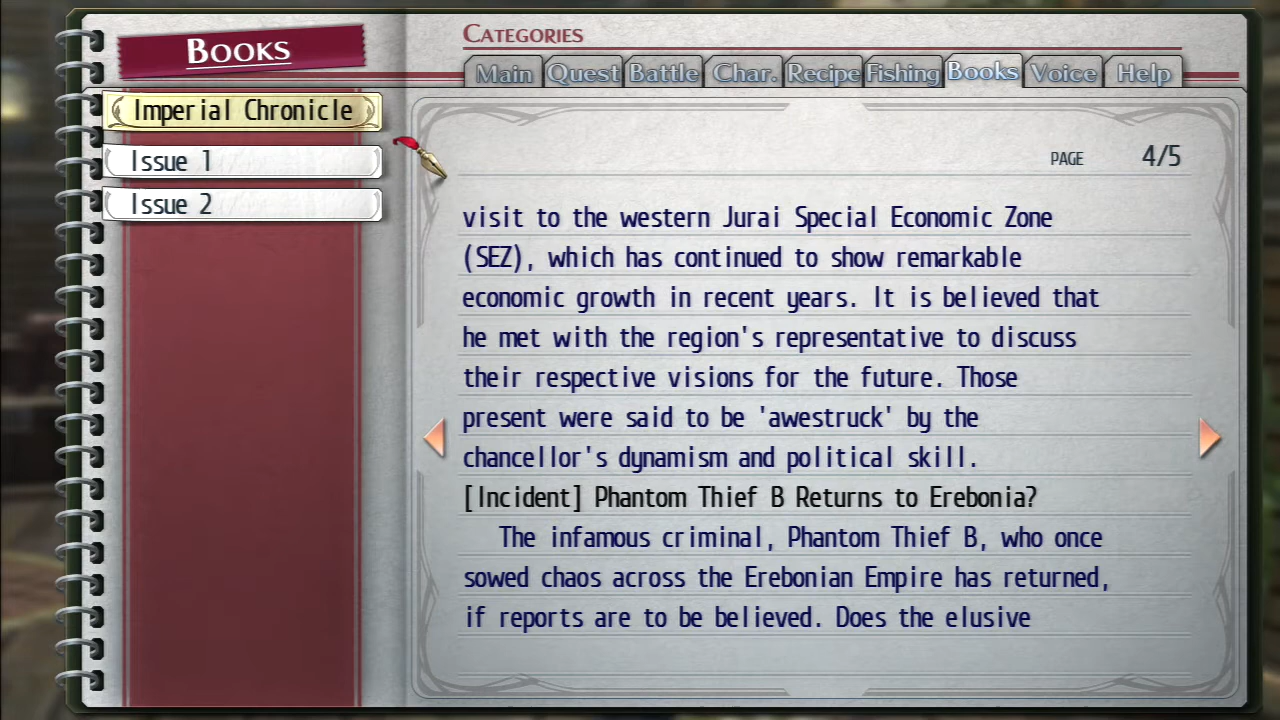 Books
Categories
Main Quest Battle Char. Recipe Fishing Books Voice Help
Imperial Chronicle
Issue 1
Issue 2
PAGE 4/5
visit to the western Jurai Special Economic Zone
(SEZ), which has continued to show remarkable
economic growth in recent years. It is believed that
he met with the region's representative to discuss
their respective visions for the future. Those
present were said to be 'awestruck' by the
chancellor's dynamism and political skill.
[Incident] Phantom Thief B Returns to Erebonia?
The infamous criminal, Phantom Thief B, who once
sowed chaos across the Erebonian Empire has returned,
if reports are to be believed. Does the elusive